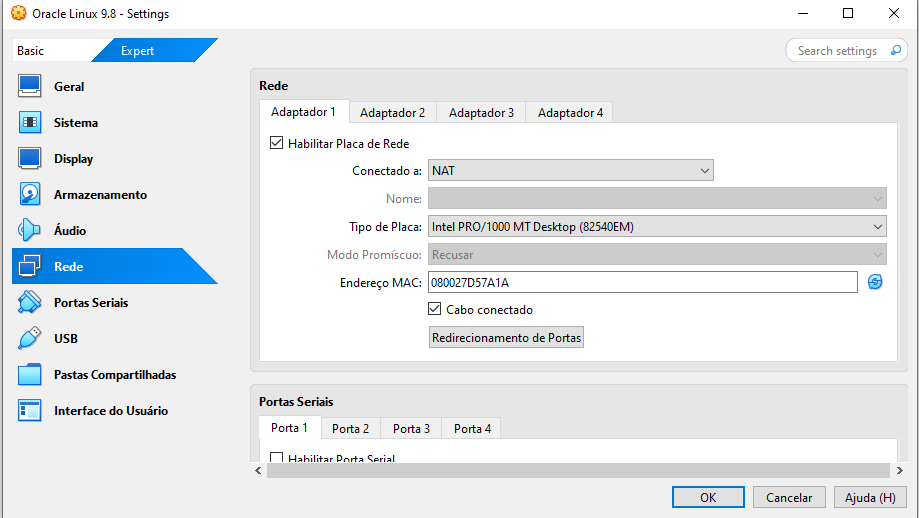 Oracle Linux 9.8 - Settings
Basic
Expert
Search settings
Geral
Sistema
Display
Armazenamento
Áudio
Rede
Portas Seriais
USB
Pastas Compartilhadas
Interface do Usuário
Rede
Adaptador 1 Adaptador 2 Adaptador 3 Adaptador 4
Habilitar Placa de Rede
Conectado a: NAT
Nome:
Tipo de Placa: Intel PRO/1000 MT Desktop (82540EM)
Modo Promíscuo: Recusar
Endereço MAC: 080027D57A1A
Cabo conectado
Redirecionamento de Portas
Portas Seriais
Porta 1 Porta 2 Porta 3 Porta 4
Habilitar Porta Serial
OK Cancelar Ajuda (H)